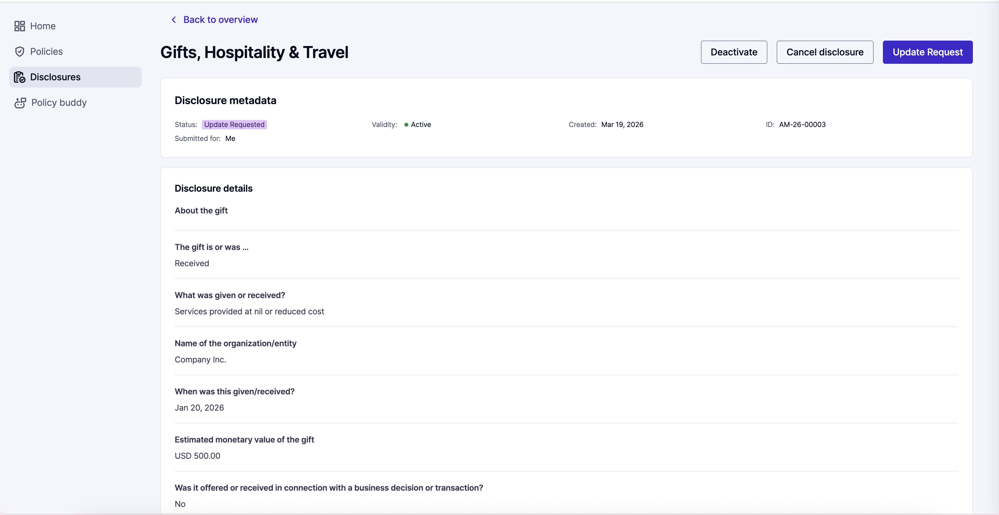 Home
Policies
Disclosures
Policy buddy
Back to overview
Gifts, Hospitality & Travel
Deactivate
Cancel disclosure
Update Request
Disclosure metadata
Status: Update Requested
Validity: Active
Created: Mar 19, 2026
ID: AM-26-00003
Submitted for: Me
Disclosure details
About the gift
The gift is or was ...
Received
What was given or received?
Services provided at nil or reduced cost
Name of the organization/entity
Company Inc.
When was this given/received?
Jan 20, 2026
Estimated monetary value of the gift
USD 500.00
Was it offered or received in connection with a business decision or transaction?
No